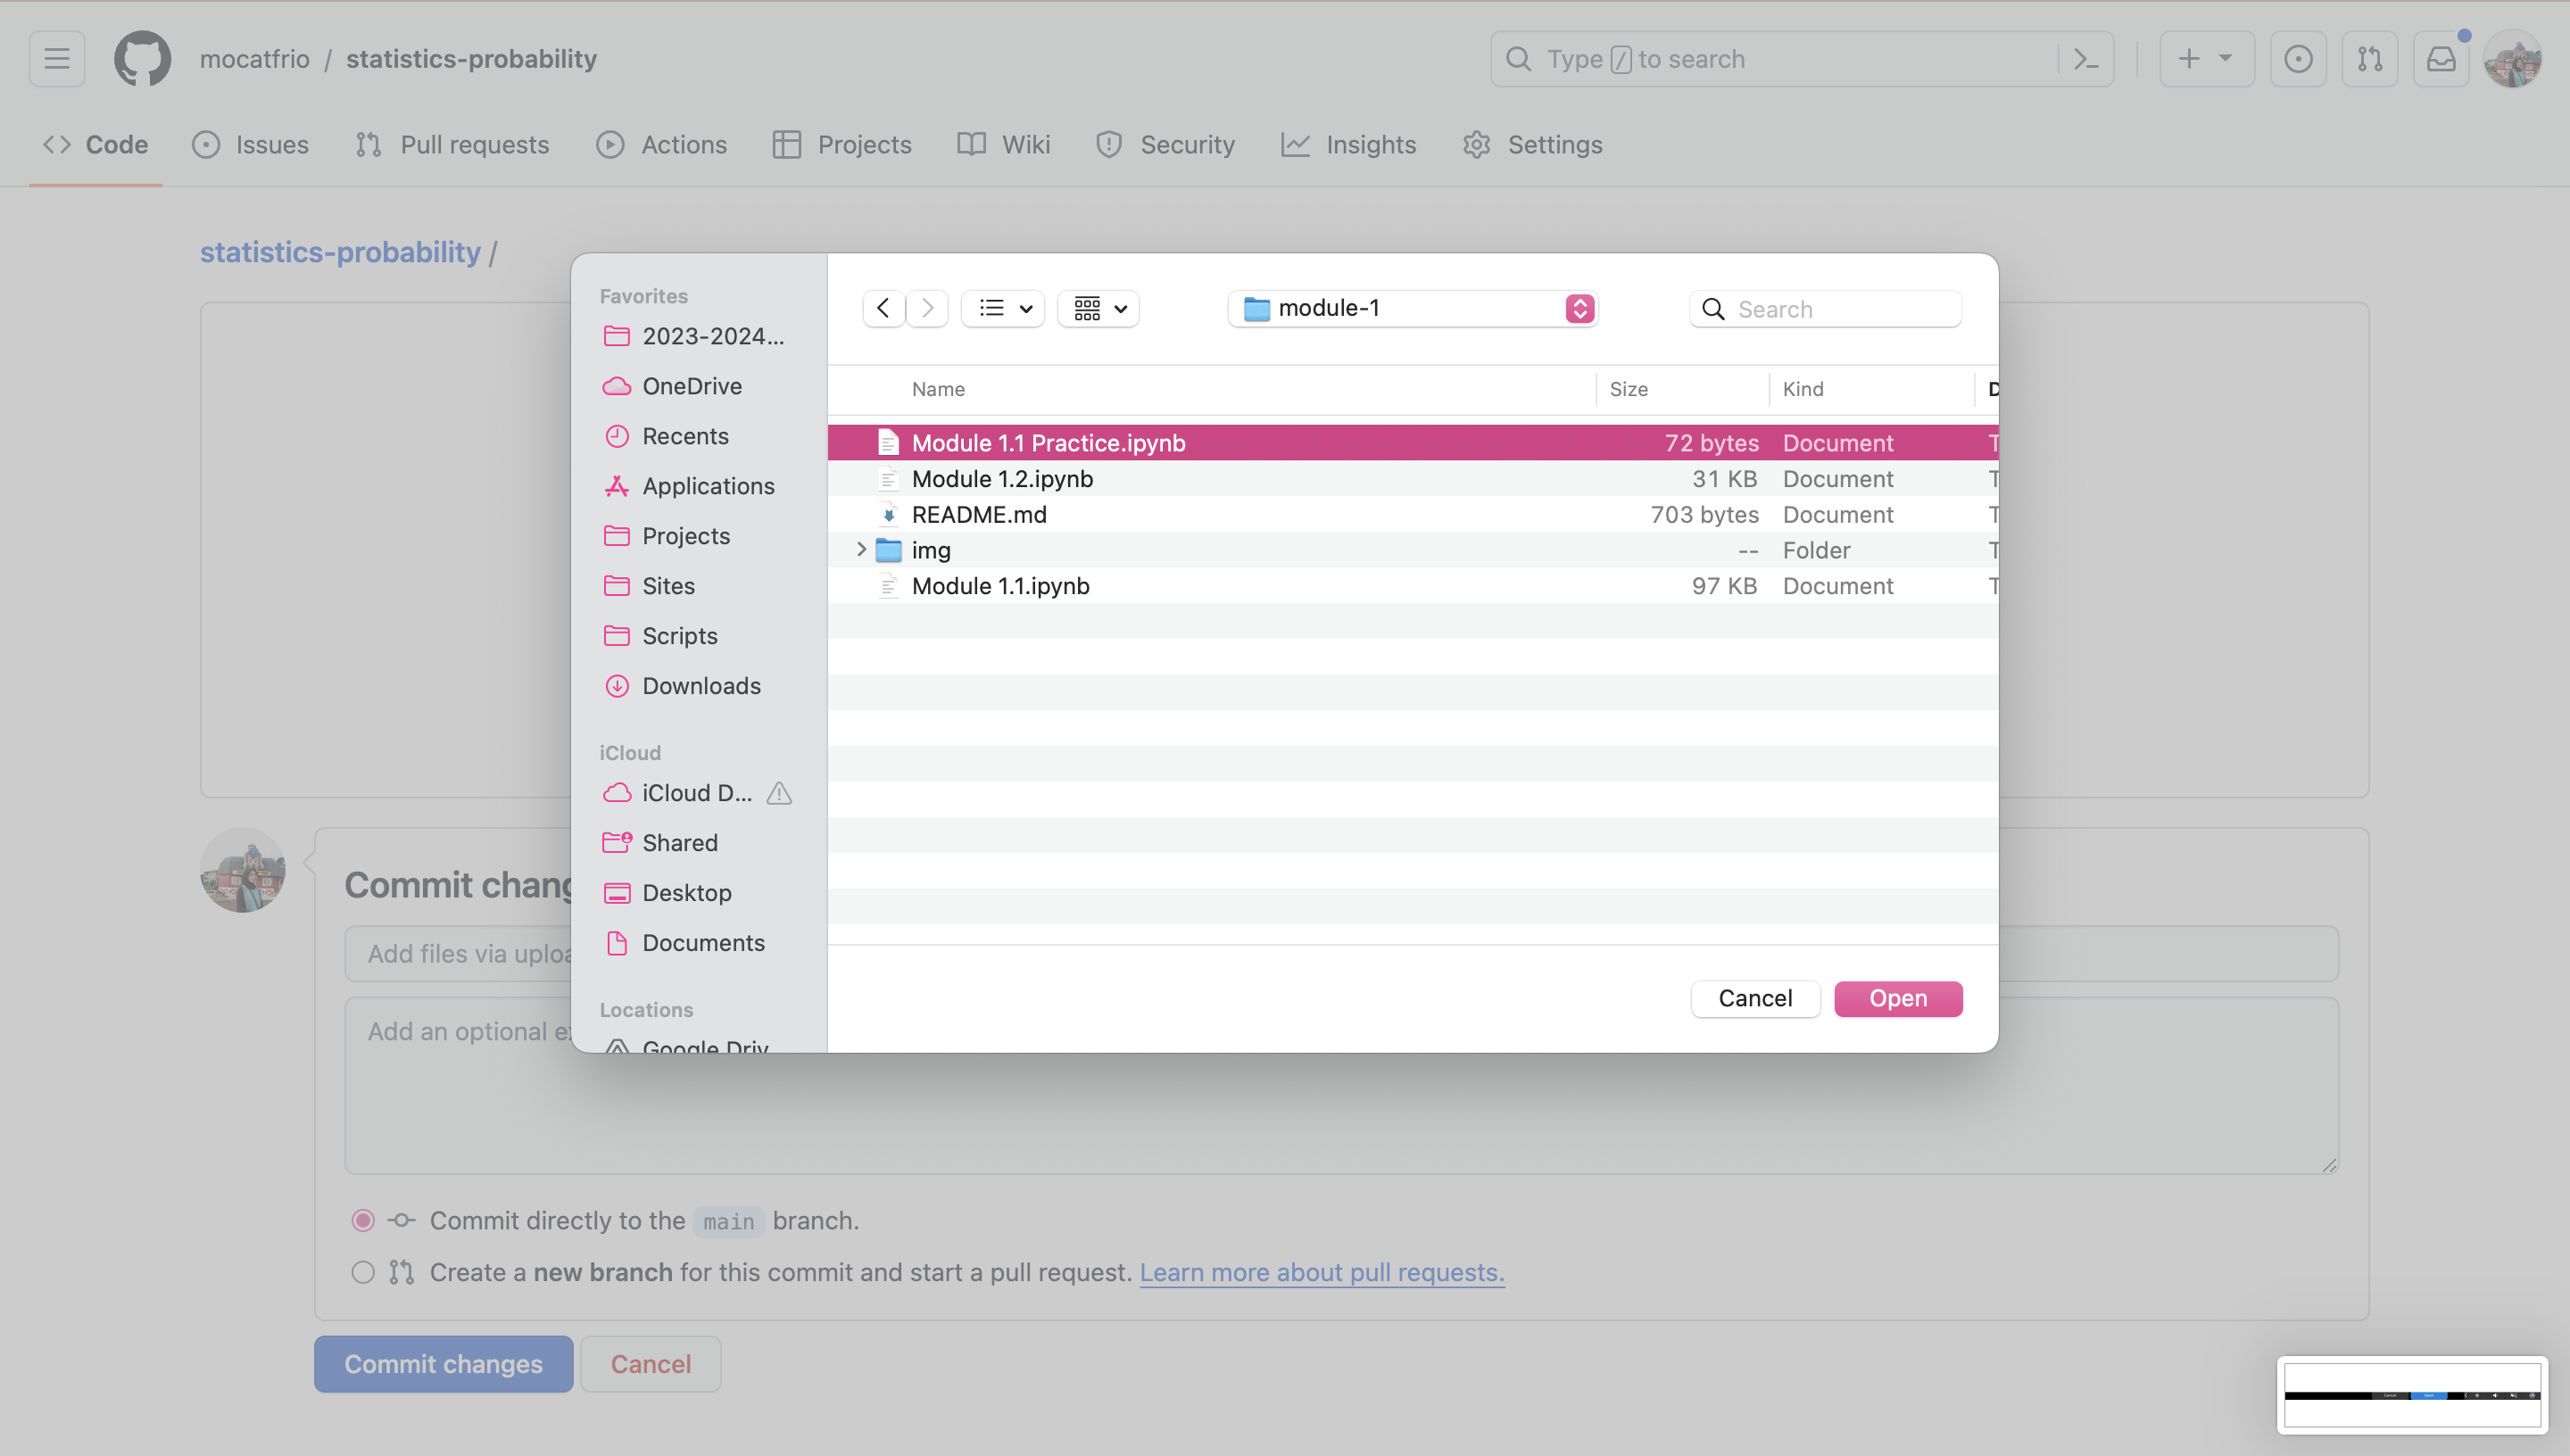 mocatfrio / statistics-probability
Type / to search
Code Issues Pull requests Actions Projects Wiki Security Insights Settings
statistics-probability /
Favorites
2023-2024...
OneDrive
Recents
Applications
Projects
Sites
Scripts
Downloads
iCloud
iCloud D...
Shared
Desktop
Documents
Locations
module-1
Search
Name Size Kind
Module 1.1 Practice.ipynb 72 bytes Document
Module 1.2.ipynb 31 KB Document
README.md 703 bytes Document
img -- Folder
Module 1.1.ipynb 97 KB Document
Cancel Open
Commit
Add files via
Add an optional
Commit directly to the main branch.
Create a new branch for this commit and start a pull request. Learn more about pull requests.
Commit changes Cancel